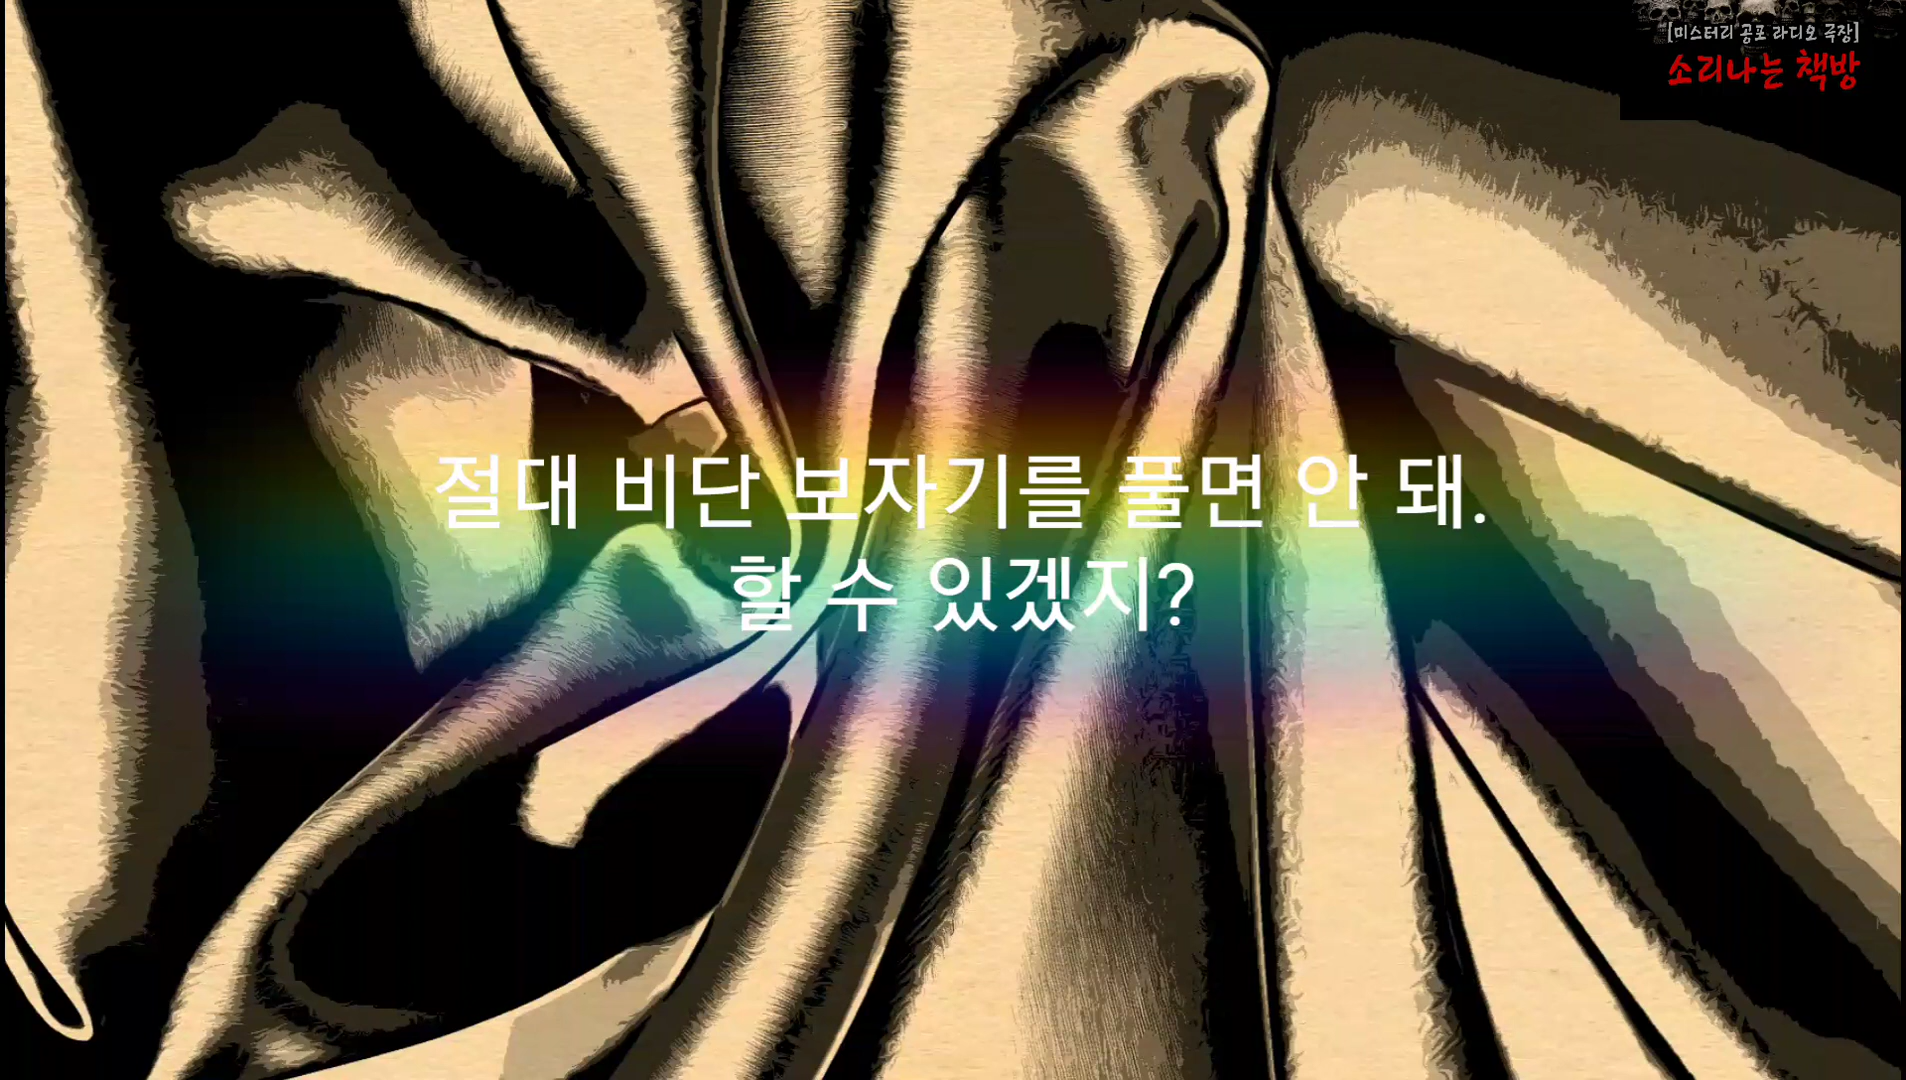 [미스터리 공포 라디오 극장]
소리나는 책방
절대 비단 보자기를 풀면 안 돼.
할 수 있겠지?